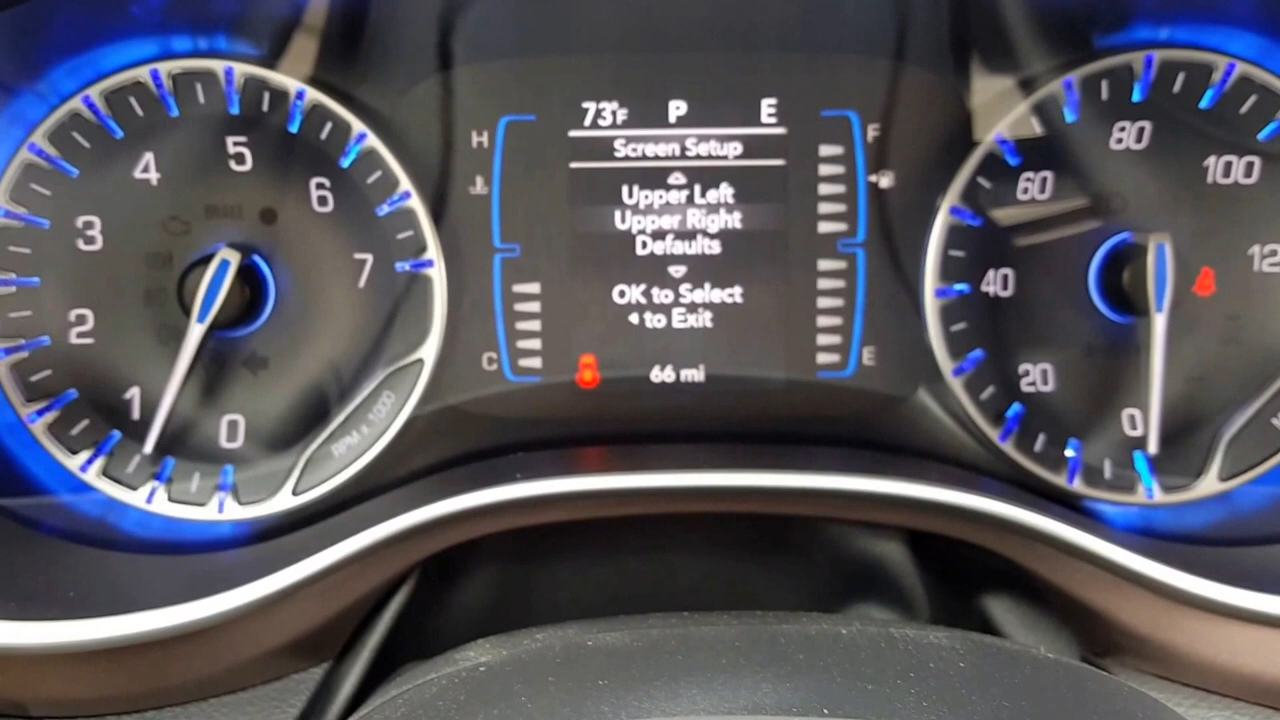 73°F P E
Screen Setup
Upper Left
Upper Right
Defaults
OK to Select
to Exit
66 mi
H
C
F
E
0
1
2
3
4
5
6
7
RPM x 1000
0
20
40
60
80
100